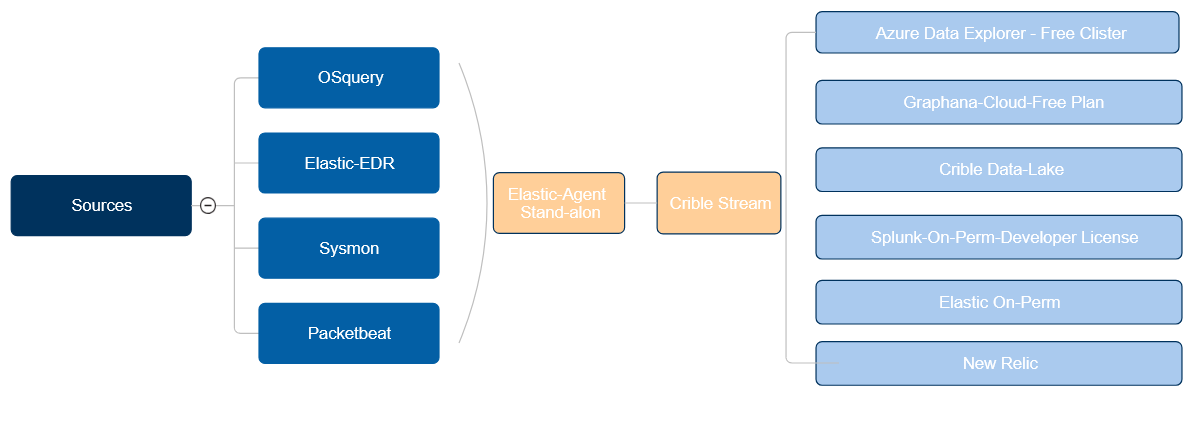 Sources
OSquery
Elastic-EDR
Sysmon
Packetbeat
Elastic-Agent
Stand-alon
Crible Stream
Azure Data Explorer - Free Clister
Graphana-Cloud-Free Plan
Crible Data-Lake
Splunk-On-Perm-Developer License
Elastic On-Perm
New Relic